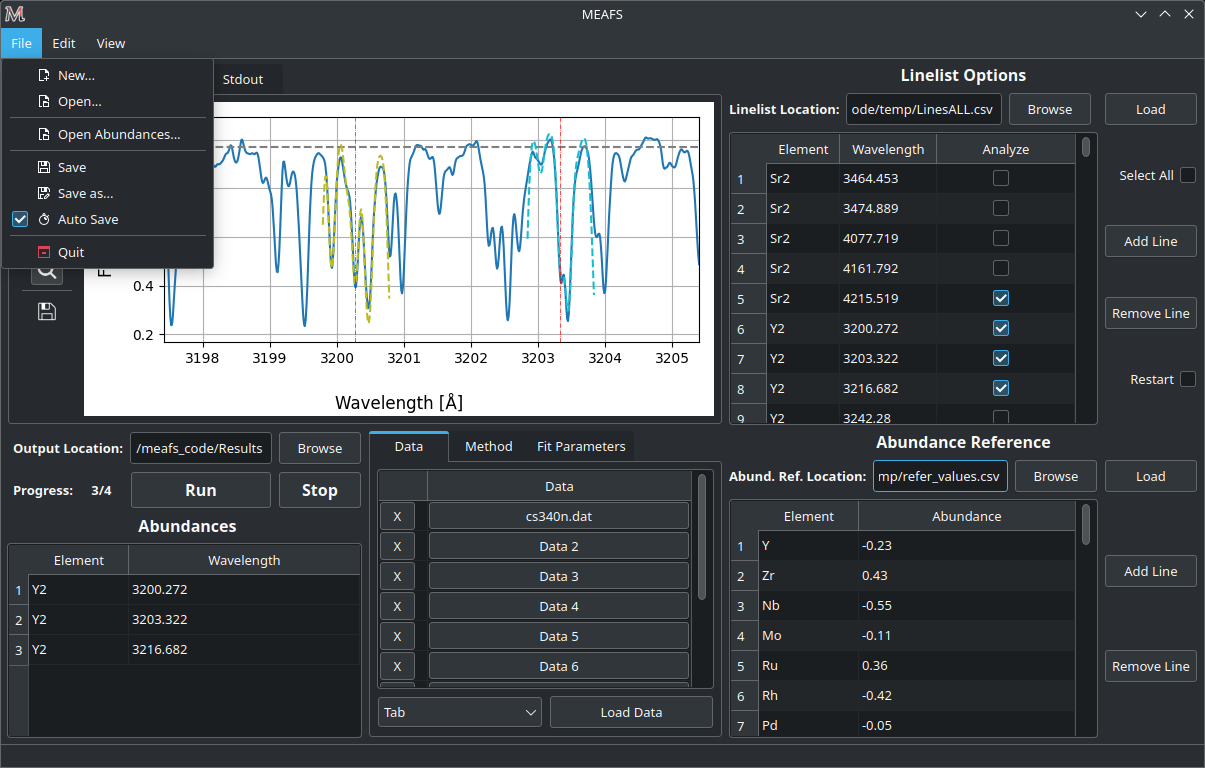 MEAFS
File Edit View
New...
Open...
Open Abundances...
Save
Save as...
Auto Save
Quit
Stdout
0.4
0.2
3198 3199 3200 3201 3202 3203 3204 3205
Wavelength [Å]
Linelist Options
Linelist Location: ode/temp/LinesALL.csv Browse Load
Element Wavelength Analyze
1 Sr2 3464.453
2 Sr2 3474.889
3 Sr2 4077.719
4 Sr2 4161.792
5 Sr2 4215.519
6 Y2 3200.272
7 Y2 3203.322
8 Y2 3216.682
9 Y2 3242.28
Select All
Add Line
Remove Line
Restart
Output Location: /meafs_code/Results Browse
Progress: 3/4 Run Stop
Abundances
Element Wavelength
1 Y2 3200.272
2 Y2 3203.322
3 Y2 3216.682
Data Method Fit Parameters
Data
X cs340n.dat
X Data 2
X Data 3
X Data 4
X Data 5
X Data 6
Tab Load Data
Abundance Reference
Abund. Ref. Location: mp/refer_values.csv Browse Load
Element Abundance
1 Y -0.23
2 Zr 0.43
3 Nb -0.55
4 Mo -0.11
5 Ru 0.36
6 Rh -0.42
7 Pd -0.05
Add Line
Remove Line